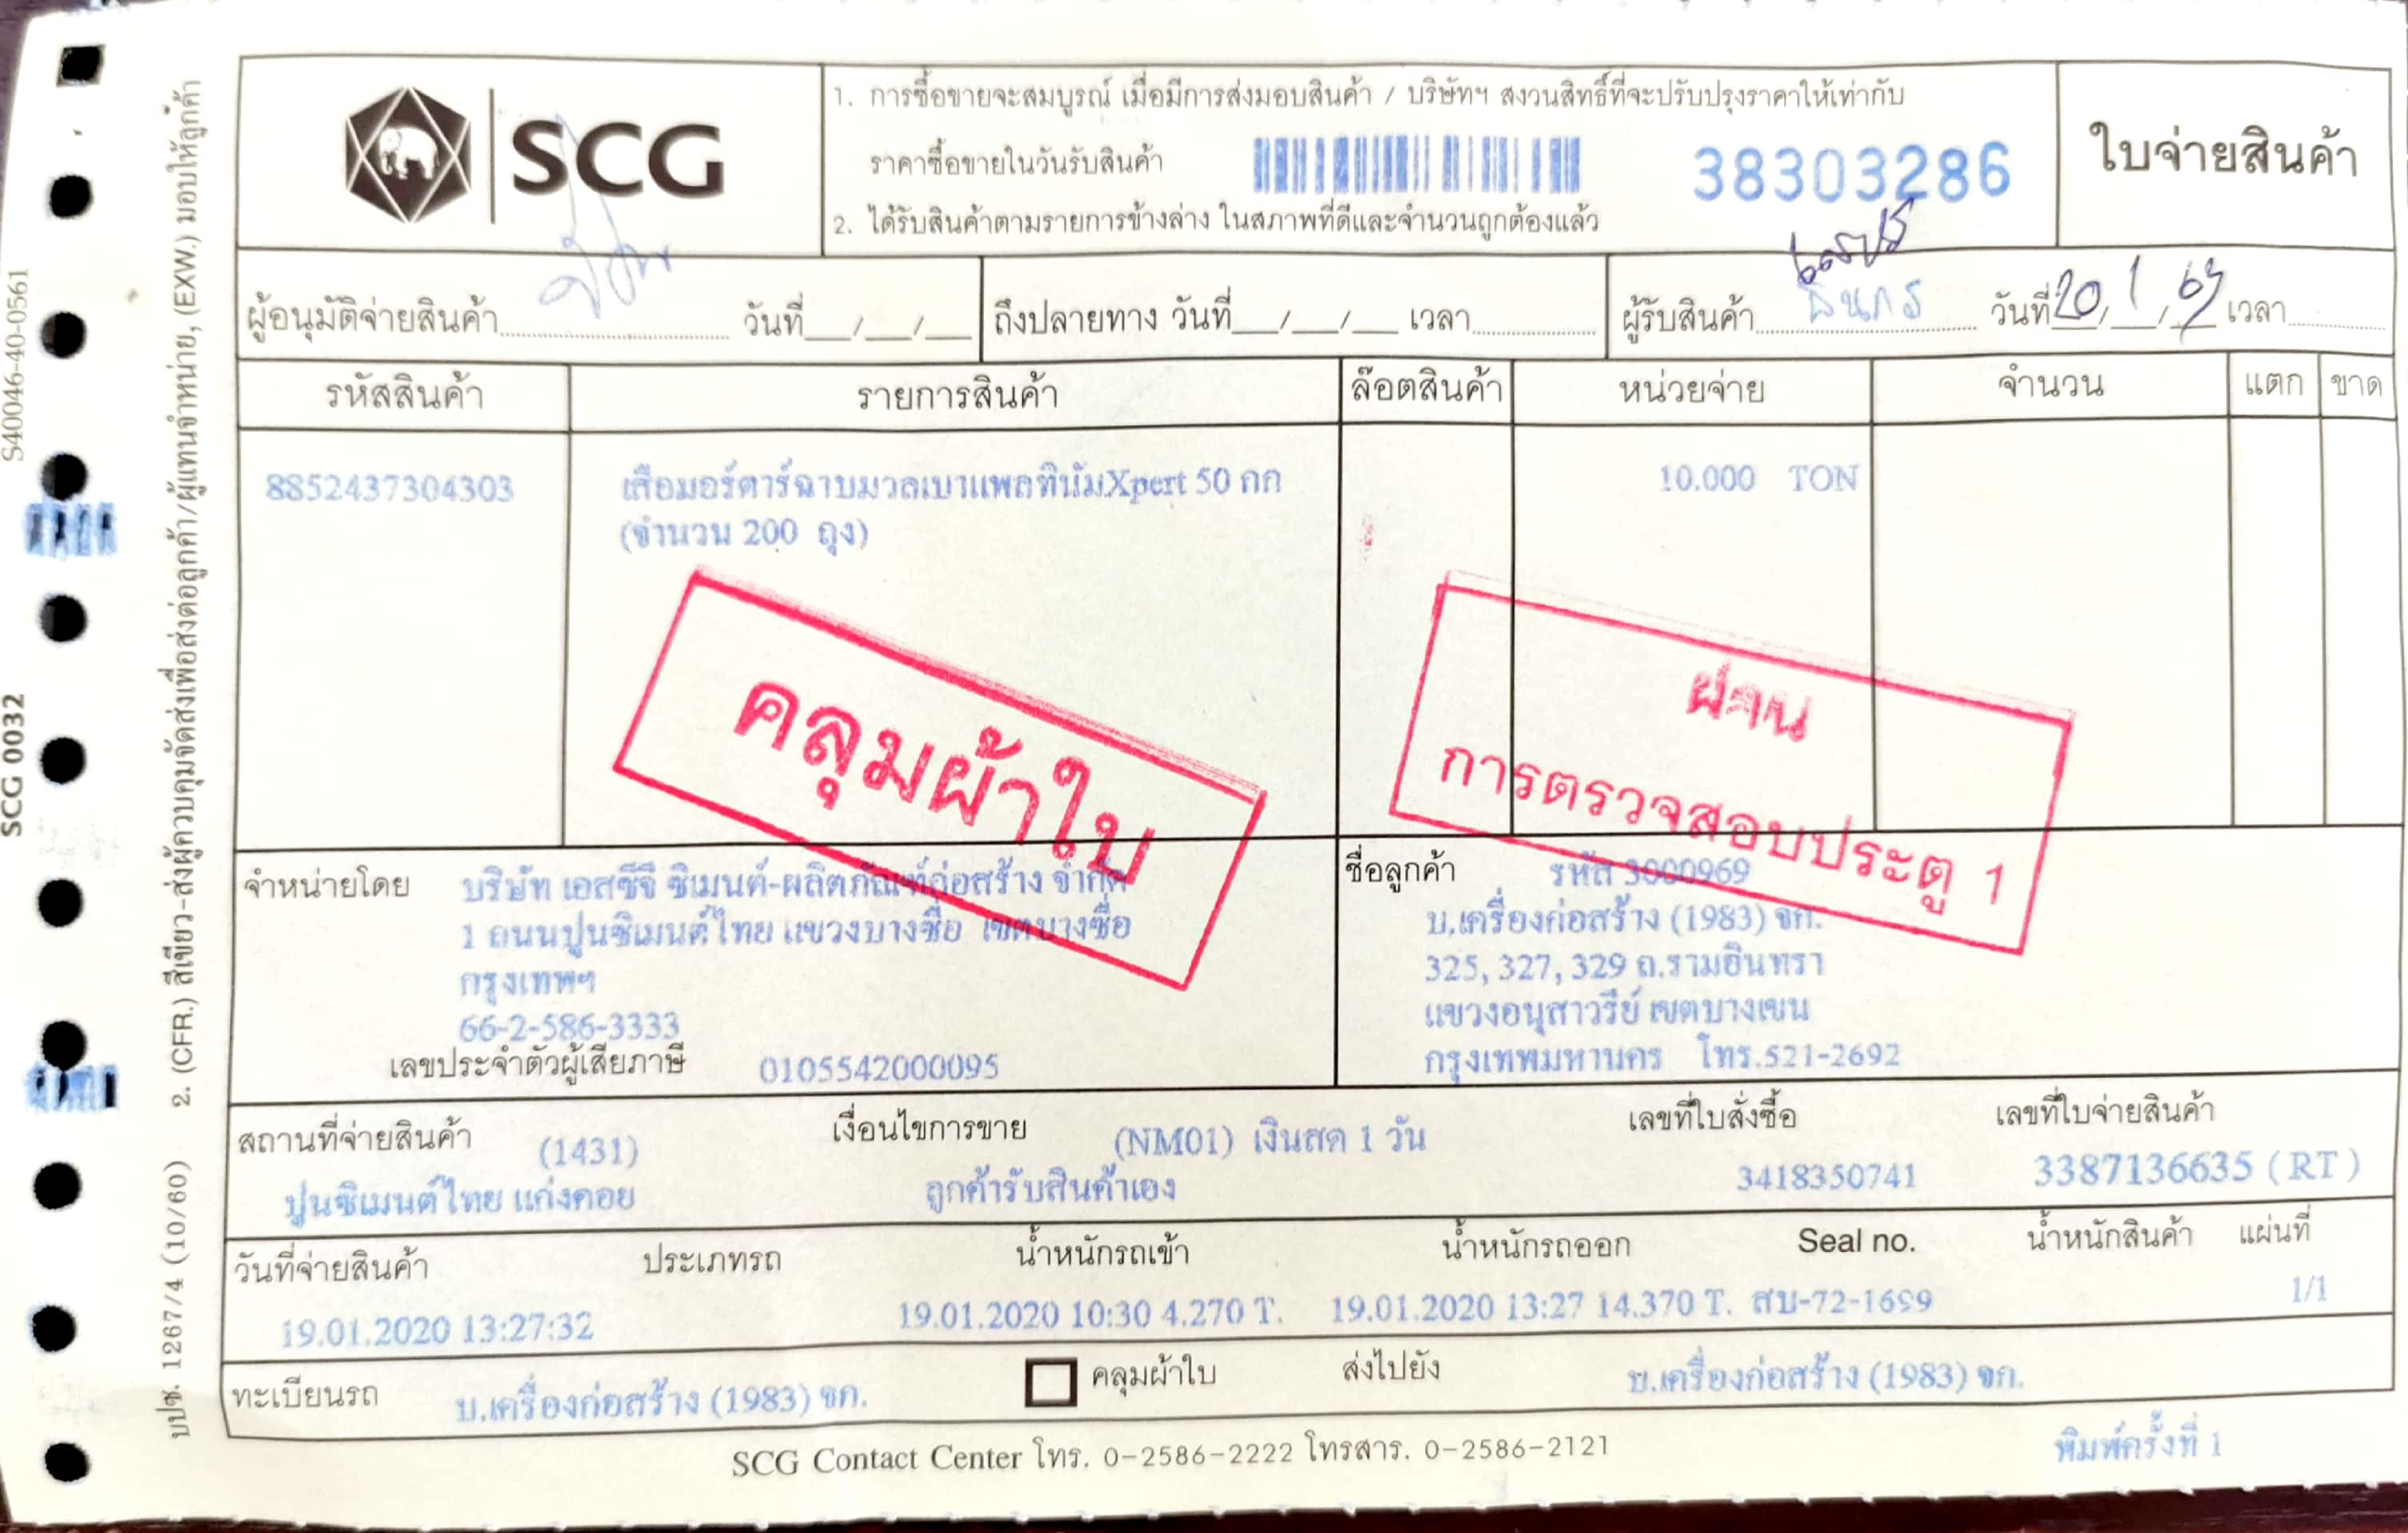 SCG
1. การซื้อขายจะสมบูรณ์ เมื่อมีการส่งมอบสินค้า / บริษัทฯ สงวนสิทธิ์ที่จะปรับปรุงราคาให้เท่ากับ
ราคาซื้อขายในวันรับสินค้า
38303286
2. ได้รับสินค้าตามรายการข้างล่าง ในสภาพที่ดีและจำนวนถูกต้องแล้ว
ใบจ่ายสินค้า
ผู้อนุมัติจ่ายสินค้า วันที่__/__/__
ถึงปลายทาง วันที่__/__/__ เวลา
ผู้รับสินค้า วันที่ 20/1/63 เวลา
รหัสสินค้า รายการสินค้า ล๊อตสินค้า หน่วยจ่าย จำนวน แตก ขาด
8852437304303 เสือมอร์ตาร์ฉาบมวลเบาแพลทินัมXpert 50 กก 10.000 TON
(จำนวน 200 ถุง)
คลุมผ้าใบ
ผ่าน
การตรวจสอบประตู 1
จำหน่ายโดย บริษัท เอสซีจี ซิเมนต์-ผลิตภัณฑ์ก่อสร้าง จำกัด
1 ถนนปูนซิเมนต์ไทย แขวงบางซื่อ เขตบางซื่อ
กรุงเทพฯ
66-2-586-3333
เลขประจำตัวผู้เสียภาษี 0105542000095
ชื่อลูกค้า รหัส 3000969
บ.เครื่องก่อสร้าง (1983) จก.
325, 327, 329 ถ.รามอินทรา
แขวงอนุสาวรีย์ เขตบางเขน
กรุงเทพมหานคร โทร.521-2692
สถานที่จ่ายสินค้า (1431)
ปูนซิเมนต์ไทย แก่งคอย
เงื่อนไขการขาย (NM01) เงินสด 1 วัน
ลูกค้ารับสินค้าเอง
เลขที่ใบสั่งซื้อ
3418350741
เลขที่ใบจ่ายสินค้า
3387136635 (RT)
วันที่จ่ายสินค้า ประเภทรถ น้ำหนักรถเข้า น้ำหนักรถออก Seal no. น้ำหนักสินค้า แผ่นที่
19.01.2020 13:27:32 19.01.2020 10:30 4.270 T. 19.01.2020 13:27 14.370 T. สบ-72-1699 1/1
ทะเบียนรถ บ.เครื่องก่อสร้าง (1983) จก. คลุมผ้าใบ ส่งไปยัง บ.เครื่องก่อสร้าง (1983) จก.
SCG Contact Center โทร. 0-2586-2222 โทรสาร. 0-2586-2121
พิมพ์ครั้งที่ 1
บปซ. 1267/4 (10/60) 2. (CFR.) สีเขียว-ส่งผู้ควบคุมจัดส่งเพื่อส่งต่อลูกค้า/ผู้แทนจำหน่าย, (EXW.) มอบให้ลูกค้า
SCG 0032
S40046-40-0561